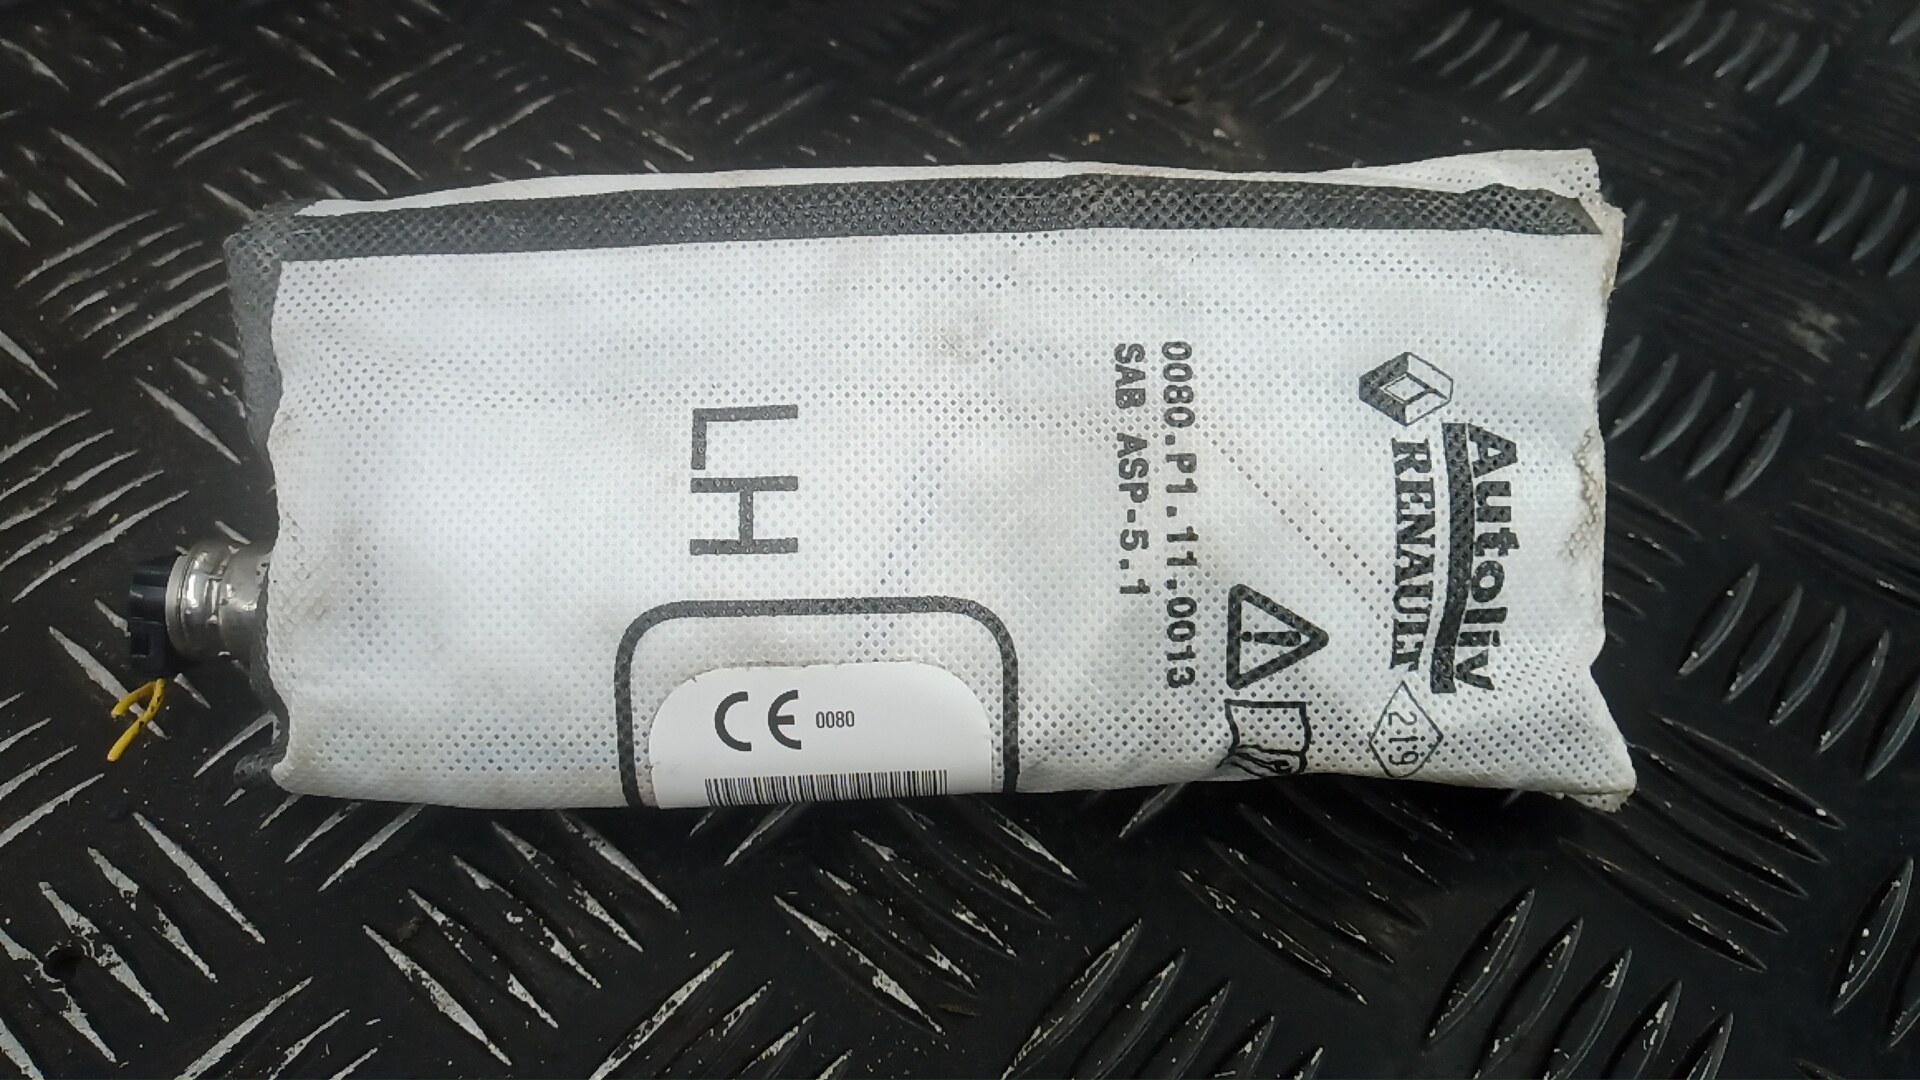 Autoliv
RENAULT
219
0080.P1.11.0013
SAB ASP-5.1
LH
CE 0080